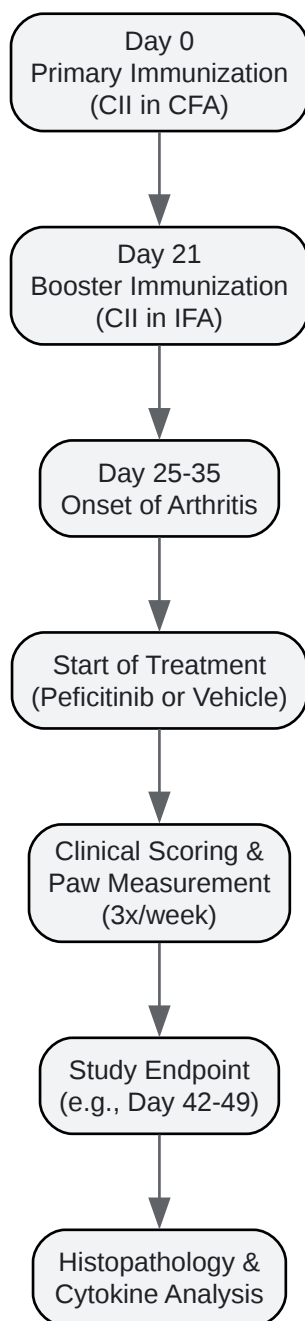 Day 0
Primary Immunization
(CII in CFA)
Day 21
Booster Immunization
(CII in IFA)
Day 25-35
Onset of Arthritis
Start of Treatment
(Peficitinib or Vehicle)
Clinical Scoring &
Paw Measurement
(3x/week)
Study Endpoint
(e.g., Day 42-49)
Histopathology &
Cytokine Analysis